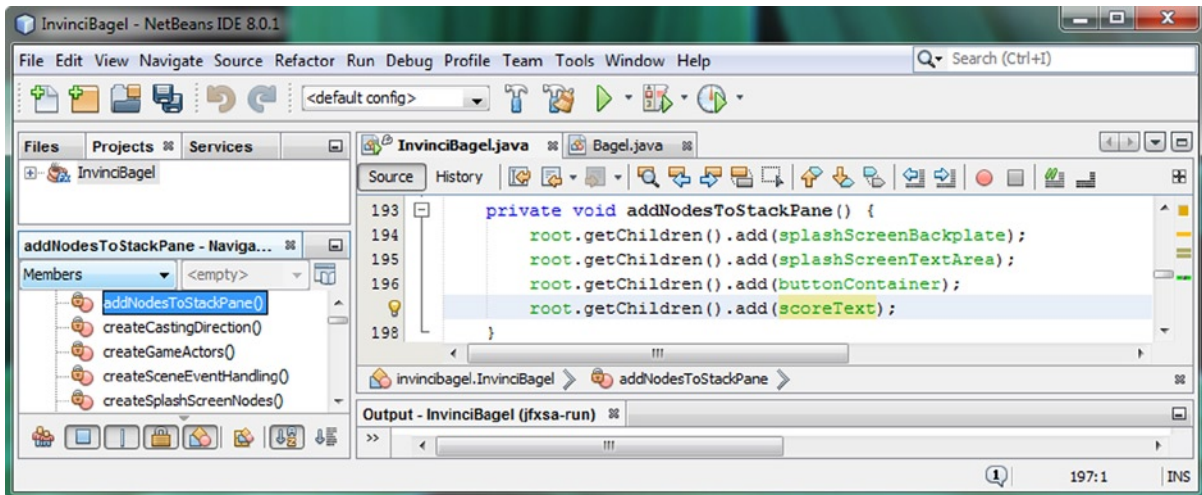 InvinciBagel - NetBeans IDE 8.0.1
File Edit View Navigate Source Refactor Run Debug Profile Team Tools Window Help
Search (Ctrl+I)
<default config>
Files Projects Services
InvinciBagel
addNodesToStackPane - Naviga...
Members <empty>
addNodesToStackPane()
createCastingDirection()
createGameActors()
createSceneEventHandling()
createSplashScreenNodes()
InvinciBagel.java Bagel.java
Source History
193 private void addNodesToStackPane() {
194 root.getChildren().add(splashScreenBackplate);
195 root.getChildren().add(splashScreenTextArea);
196 root.getChildren().add(buttonContainer);
root.getChildren().add(scoreText);
198 }
invincibagel.InvinciBagel addNodesToStackPane
Output - InvinciBagel (jfxsa-run)
>>
1 197:1 INS